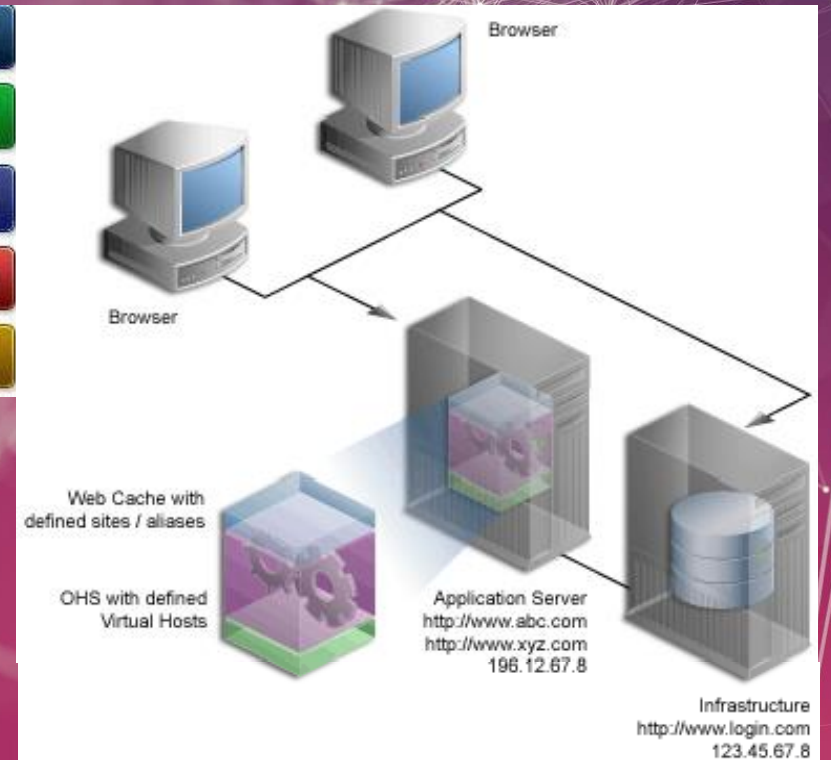 Browser
Browser
Web Cache with
defined sites / aliases
OHS with defined
Virtual Hosts
Application Server
http://www.abc.com
http://www.xyz.com
196.12.67.8
Infrastructure
http://www.login.com
123.45.67.8